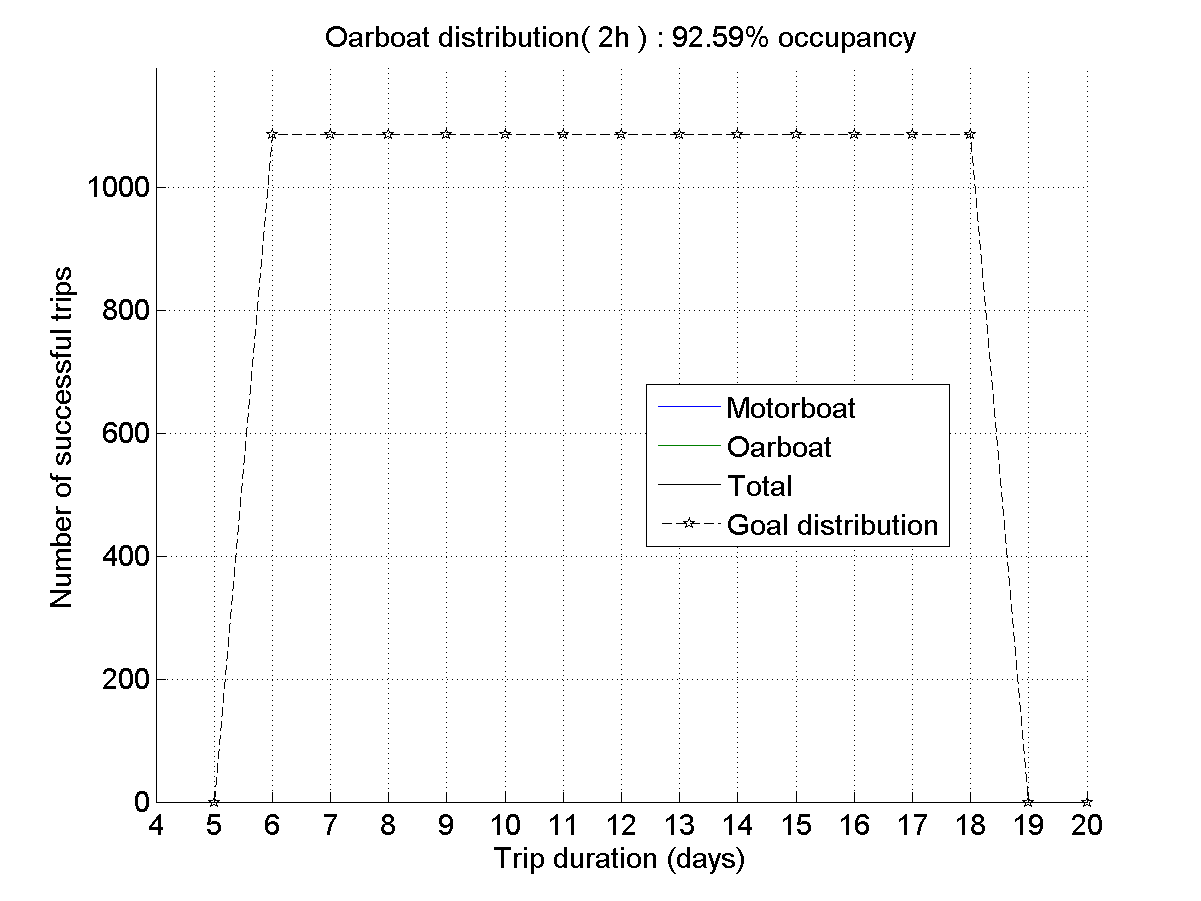 Oarboat distribution( 2h ) : 92.59% occupancy
Number of successful trips
1000
800
600
400
200
0
Motorboat
Oarboat
Total
Goal distribution
4 5 6 7 8 9 10 11 12 13 14 15 16 17 18 19 20
Trip duration (days)